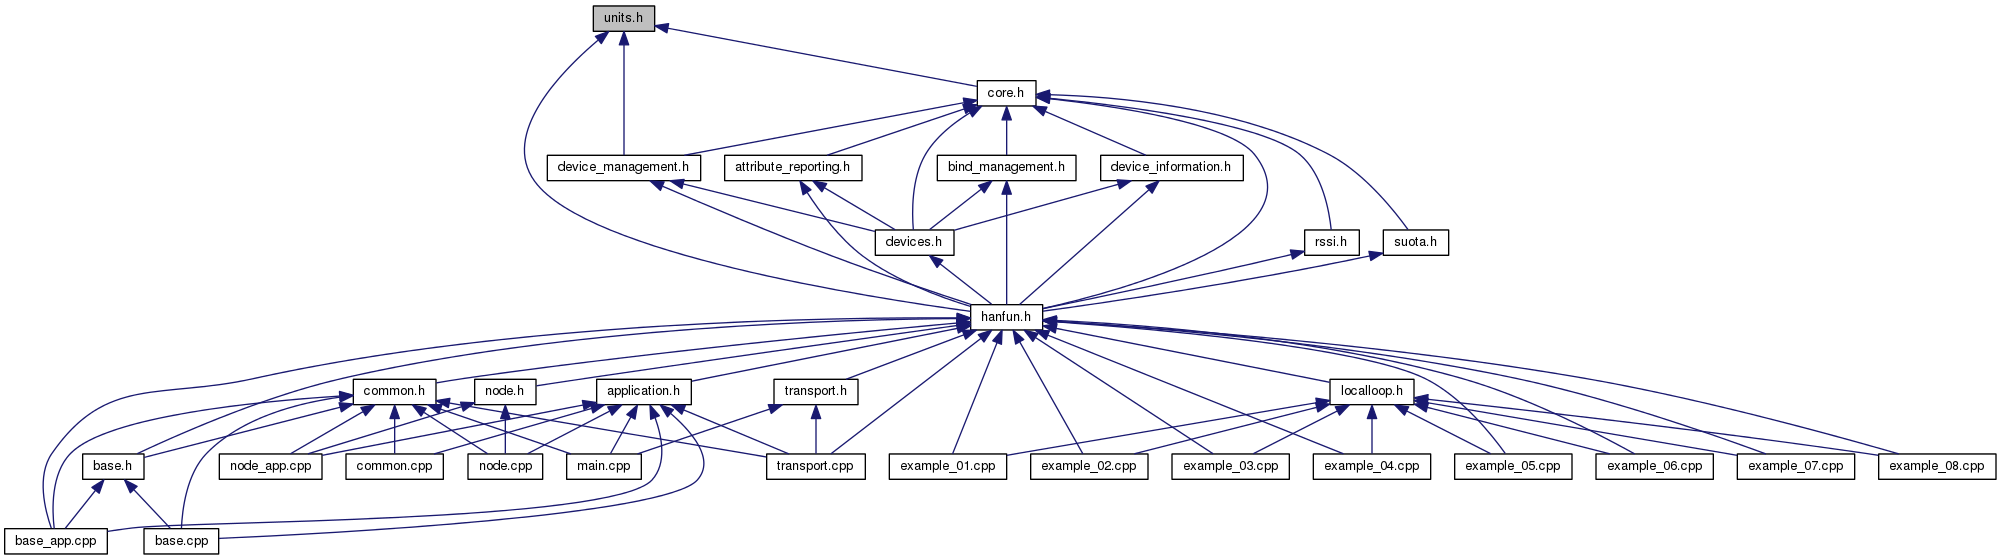 units.h
core.h
device_management.h
attribute_reporting.h
bind_management.h
device_information.h
devices.h
rssi.h
suota.h
hanfun.h
common.h
node.h
application.h
transport.h
localloop.h
base.h
node_app.cpp
common.cpp
node.cpp
main.cpp
transport.cpp
example_01.cpp
example_02.cpp
example_03.cpp
example_04.cpp
example_05.cpp
example_06.cpp
example_07.cpp
example_08.cpp
base_app.cpp
base.cpp